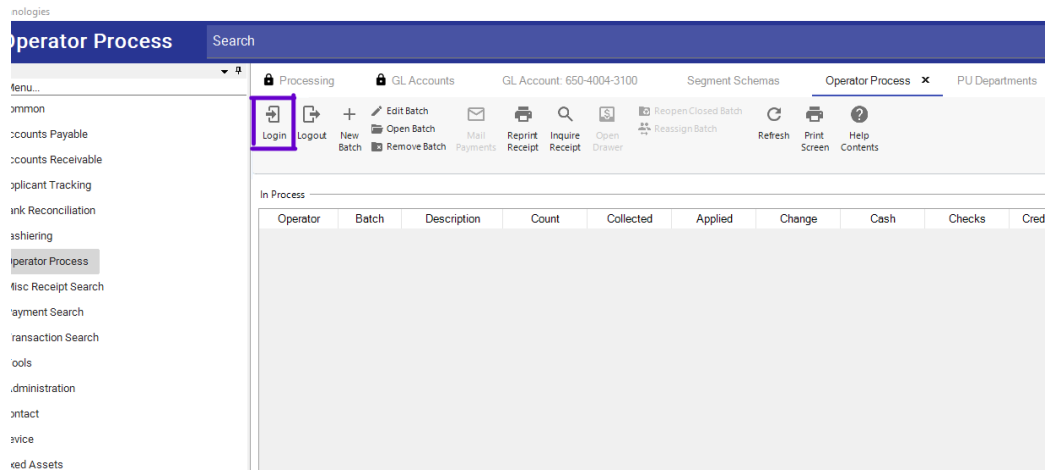 nologies
perator Process Search
Menu...
ommon
ccounts Payable
ccounts Receivable
pplicant Tracking
ank Reconciliation
ashiering
perator Process
Misc Receipt Search
ayment Search
ransaction Search
ools
dministration
ontact
evice
xed Assets
Processing GL Accounts GL Account: 650-4004-3100 Segment Schemas Operator Process × PU Departments
Login Logout New Batch Edit Batch Open Batch Remove Batch Mail Payments Reprint Receipt Inquire Receipt Open Drawer Reopen Closed Batch Reassign Batch Refresh Print Screen Help Contents
In Process
Operator Batch Description Count Collected Applied Change Cash Checks Cred